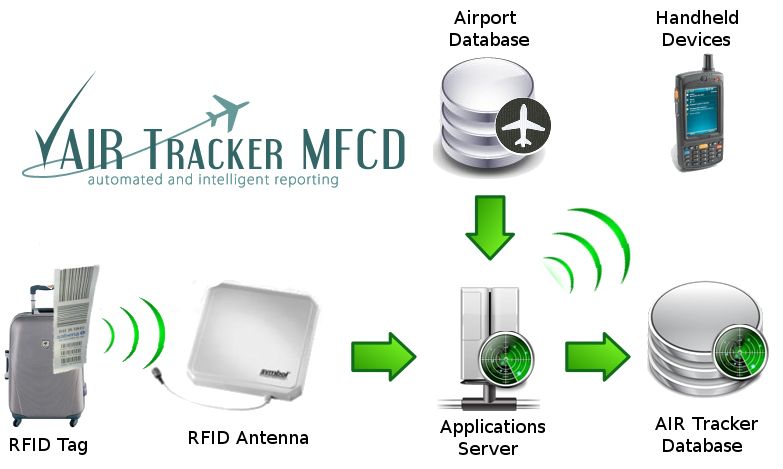 Airport
Database
Handheld
Devices
AIR TRACKER MFCD
automated and intelligent reporting
symbol
RFID Tag
RFID Antenna
Applications
Server
AIR Tracker
Database